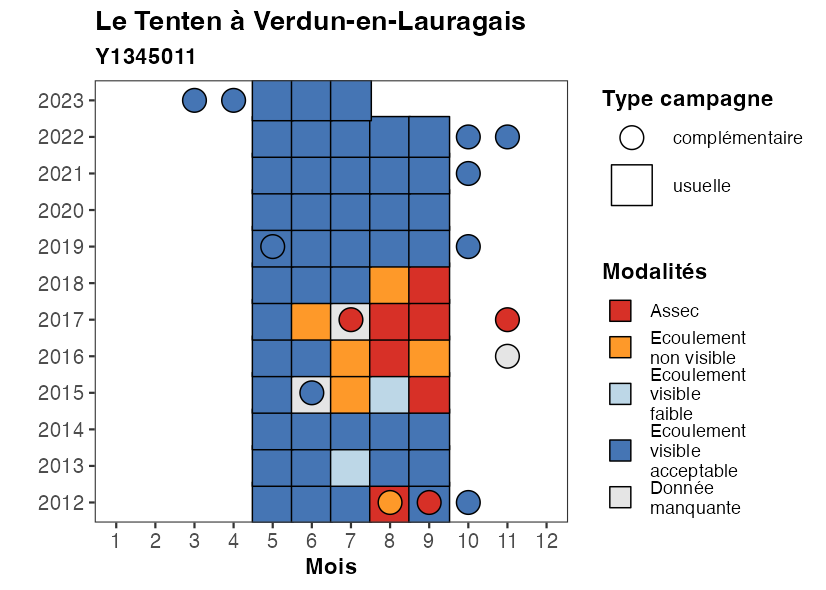 Le Tenten à Verdun-en-Lauragais
Y1345011
2023
2022
2021
2020
2019
2018
2017
2016
2015
2014
2013
2012
1 2 3 4 5 6 7 8 9 10 11 12
Mois
Type campagne
complémentaire
usuelle
Modalités
Assec
Ecoulement
non visible
Ecoulement
visible
faible
Ecoulement
visible
acceptable
Donnée
manquante